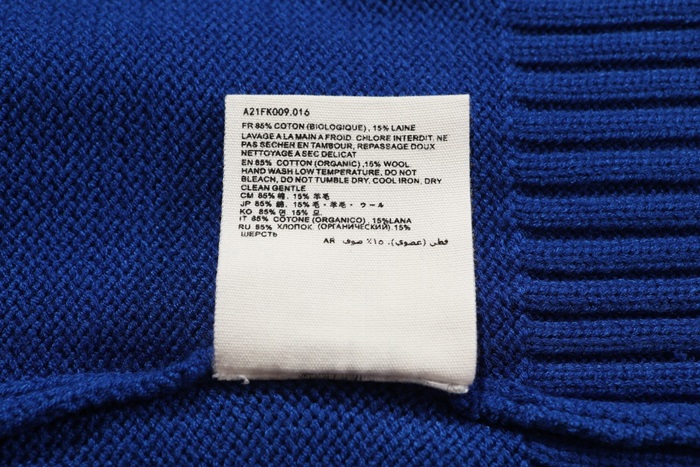 A21FK009.016
FR 85% COTON (BIOLOGIQUE), 15% LAINE
LAVAGE A LA MAIN A FROID. CHLORE INTERDIT. NE
PAS SECHER EN TAMBOUR, REPASSAGE DOUX
NETTOYAGE A SEC DELICAT
EN 85% COTTON (ORGANIC) ,15% WOOL
HAND WASH LOW TEMPERATURE, DO NOT
BLEACH, DO NOT TUMBLE DRY. COOL IRON, DRY
CLEAN GENTLE
CM 85% 棉, 15% 羊毛
JP 85% 綿, 15% 毛・羊毛・ウール
KO 85% 면 15% 모.
IT 85% COTONE (ORGANICO), 15%LANA
RU 85% ХЛОПОК (ОРГАНИЧЕСКИЙ).15%
ШЕРСТЬ
AR قطن (عضوي)، ١٥٪ صوف